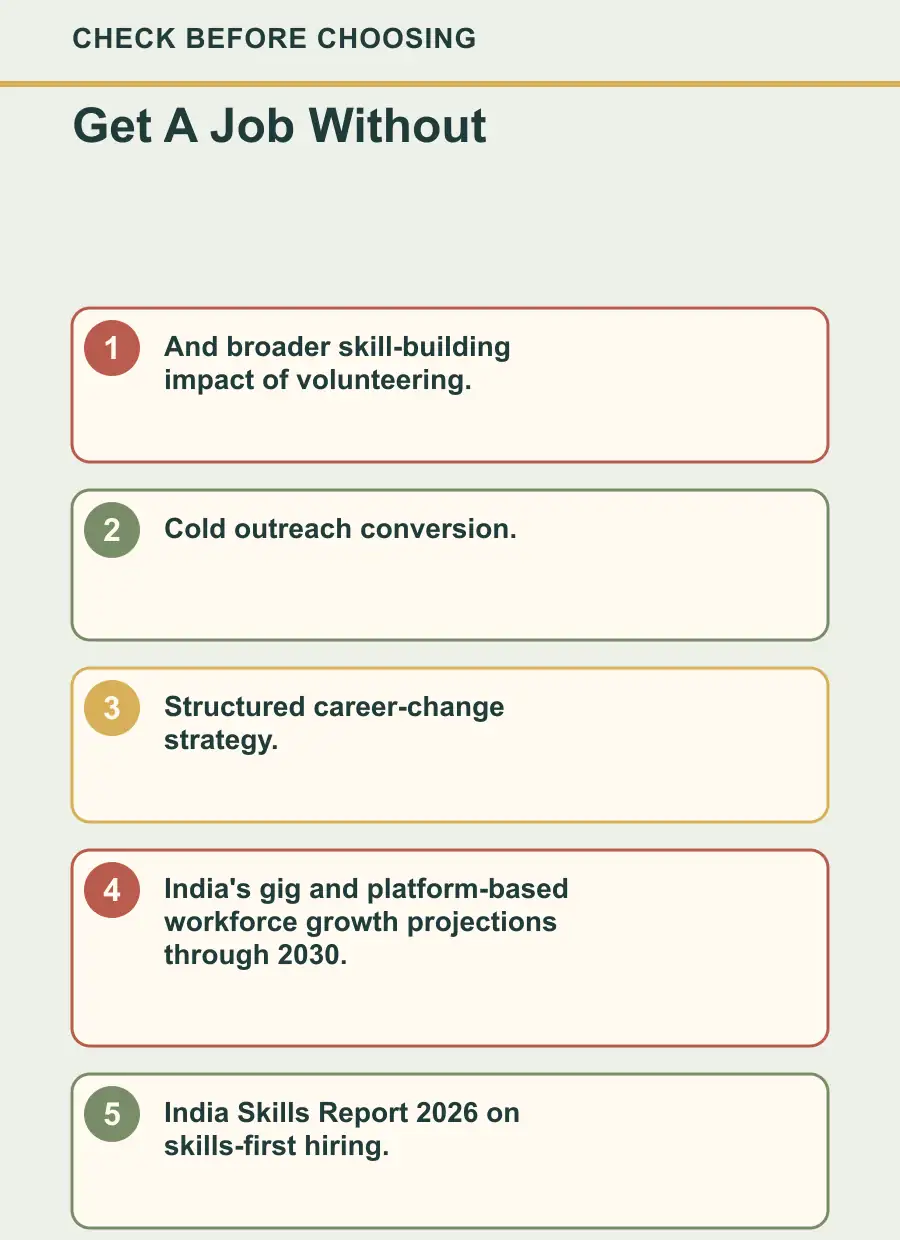 CHECK BEFORE CHOOSING
Get A Job Without
1
And broader skill-building
impact of volunteering.
2
Cold outreach conversion.
3
Structured career-change
strategy.
4
India's gig and platform-based
workforce growth projections
through 2030.
5
India Skills Report 2026 on
skills-first hiring.